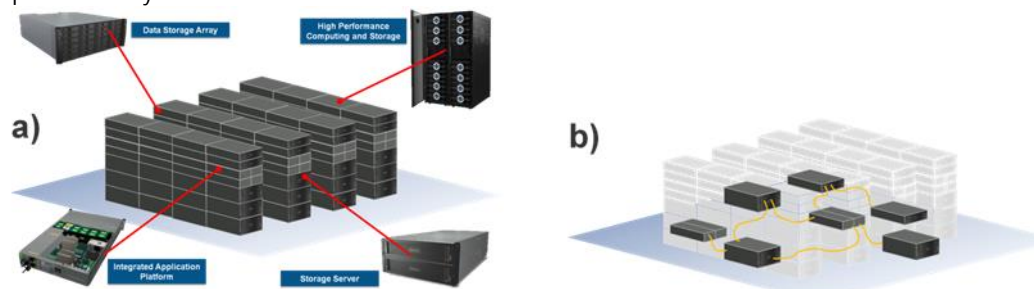 Data Storage Array
High Performance
Computing and Storage
a)
b)
Integrated Application
Platform
Storage Server